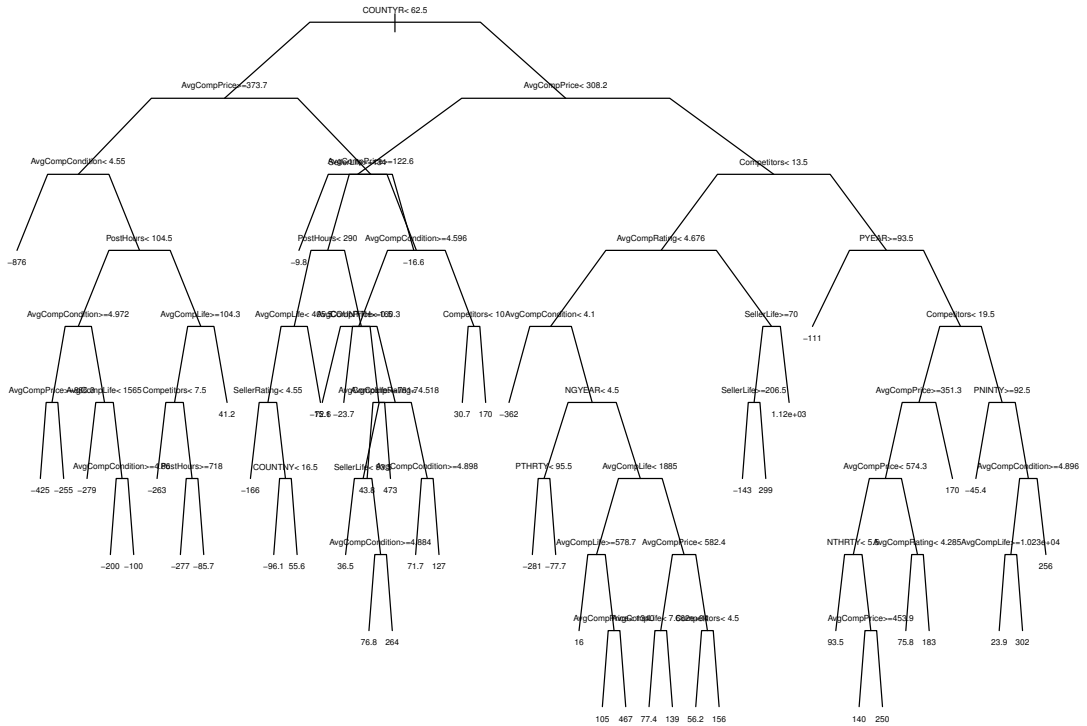 COUNTYR< 62.5
AvgCompPrice>=373.7
AvgCompPrice< 308.2
AvgCompCondition< 4.55
Competitors< 13.5
PostHours< 104.5
PostHours< 290
AvgCompCondition>=4.596
AvgCompRating< 4.676
PYEAR>=93.5
−876
−9.8
−16.6
AvgCompCondition>=4.972
AvgCompLife>=104.3
Competitors< 10
AvgCompCondition< 4.1
SellerLife>=70
Competitors< 19.5
−111
Competitors< 7.5
SellerRating< 4.55
NGYEAR< 4.5
SellerLife>=206.5
AvgCompPrice>=351.3
PNINTY>=92.5
41.2
−23.7
30.7
170
−362
1.12e+03
COUNTNY< 16.5
AvgCompCondition>=4.898
PTHRTY< 95.5
AvgCompLife< 1885
AvgCompPrice< 574.3
AvgCompCondition>=4.896
PostHours>=718
−425
−255
−279
−263
−166
43.8
473
−143
299
170
−45.4
AvgCompCondition>=4.884
AvgCompLife>=578.7
AvgCompPrice< 582.4
AvgCompRating< 4.285
AvgCompLife>=1.023e+04
−200
−100
−277
−85.7
−96.1
55.6
36.5
71.7
127
−281
−77.7
256
AvgCompPrice>=453.9
76.8
264
16
93.5
75.8
183
23.9
302
105
467
77.4
139
56.2
156
140
250